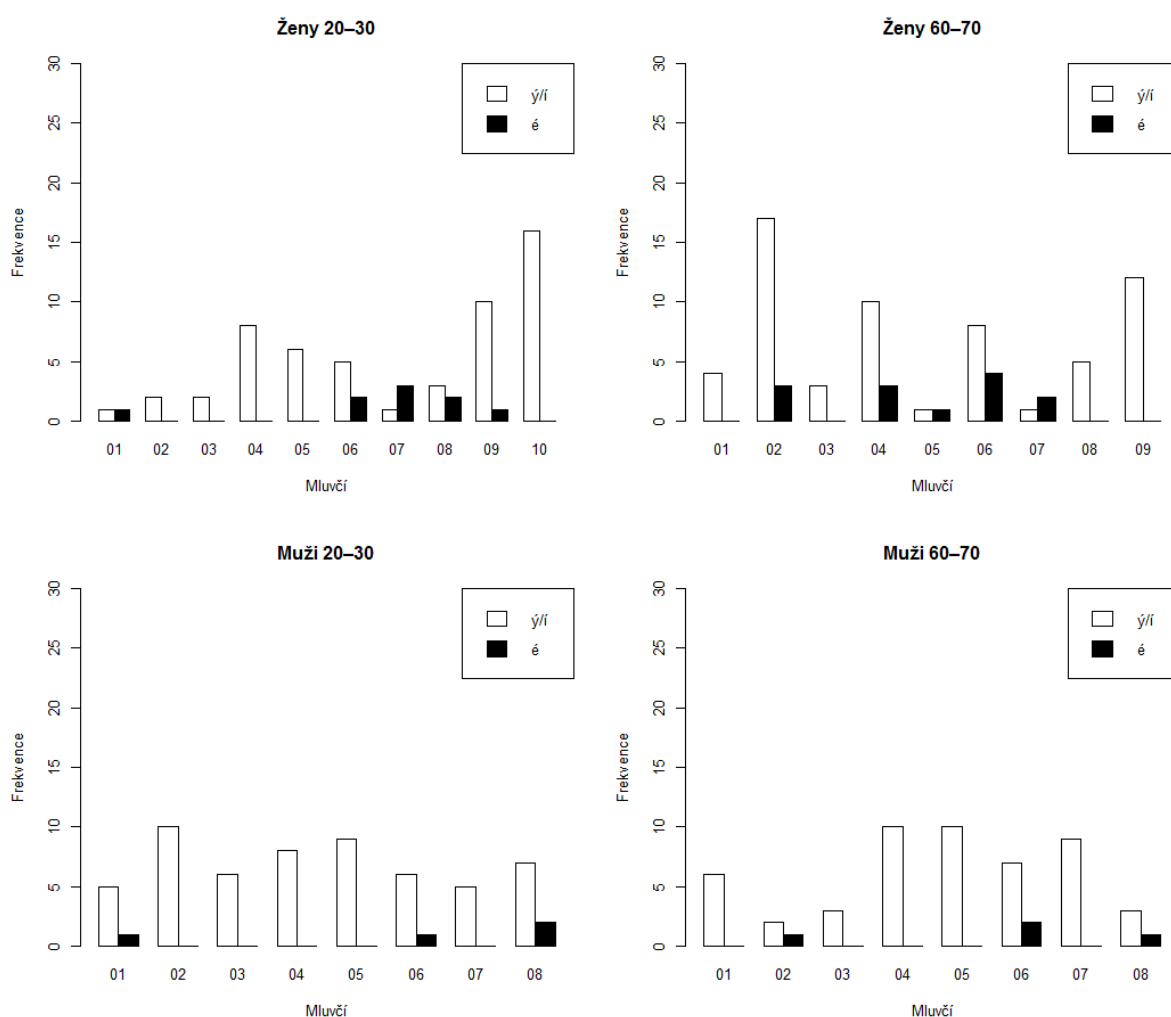 Ženy 20–30
Frekvence
30
25
20
15
10
5
0
ý/í
é
01 02 03 04 05 06 07 08 09 10
Mluvčí
Ženy 60–70
Frekvence
30
25
20
15
10
5
0
ý/í
é
01 02 03 04 05 06 07 08 09
Mluvčí
Muži 20–30
Frekvence
30
25
20
15
10
5
0
ý/í
é
01 02 03 04 05 06 07 08
Mluvčí
Muži 60–70
Frekvence
30
25
20
15
10
5
0
ý/í
é
01 02 03 04 05 06 07 08
Mluvčí